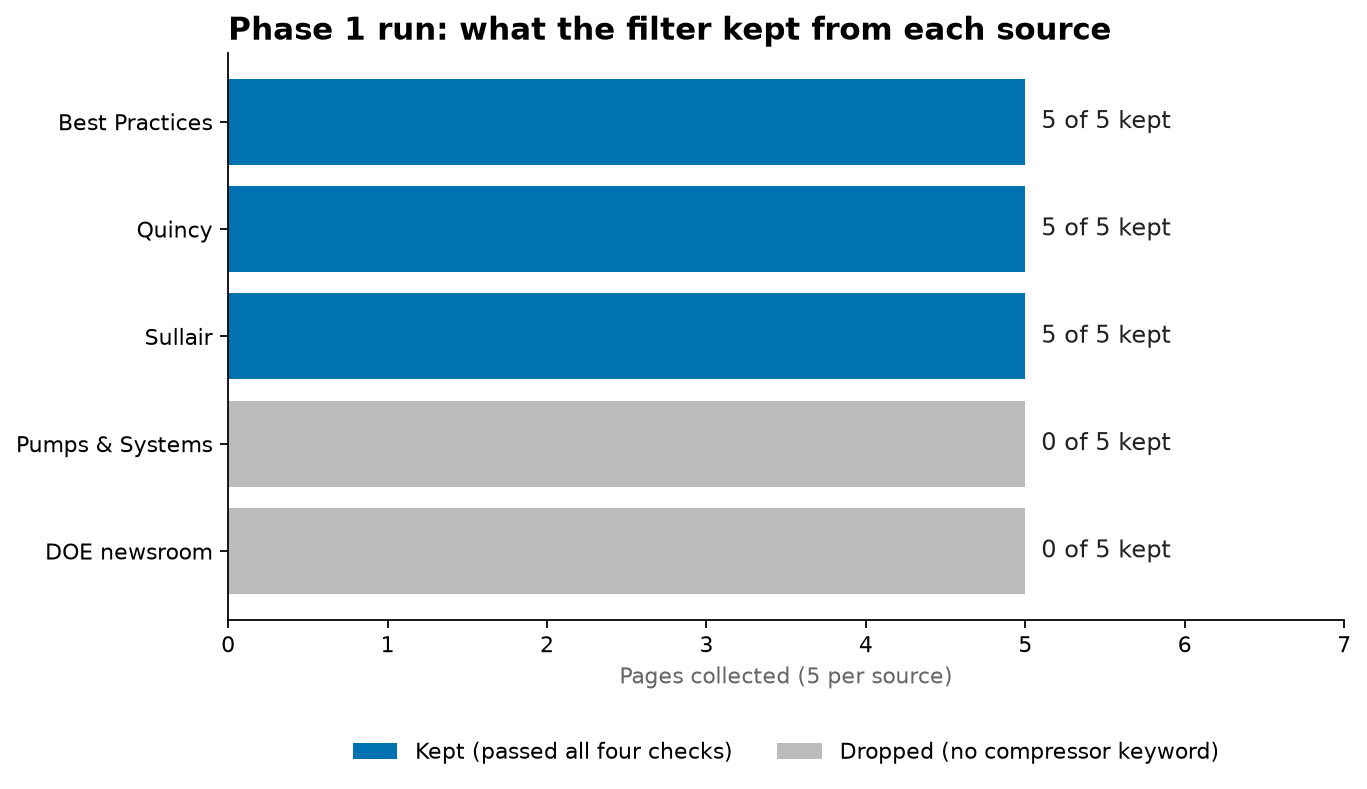 Phase 1 run: what the filter kept from each source
Best Practices
5 of 5 kept
Quincy
5 of 5 kept
Sullair
5 of 5 kept
Pumps & Systems
0 of 5 kept
DOE newsroom
0 of 5 kept
0 1 2 3 4 5 6 7
Pages collected (5 per source)
Kept (passed all four checks)
Dropped (no compressor keyword)